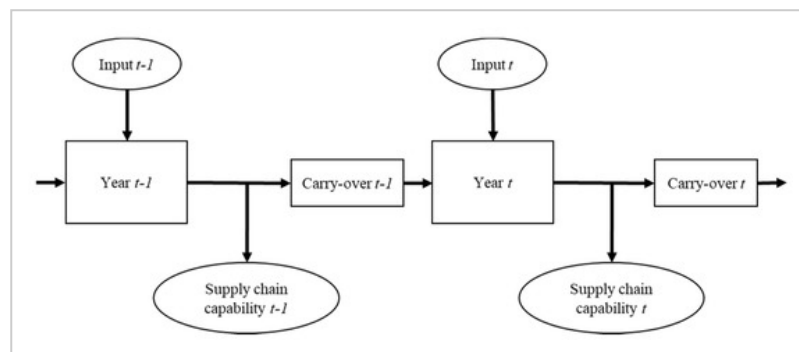 Input t-1
Input t
Year t-1
Carry-over t-1
Year t
Carry-over t
Supply chain
capability t-1
Supply chain
capability t